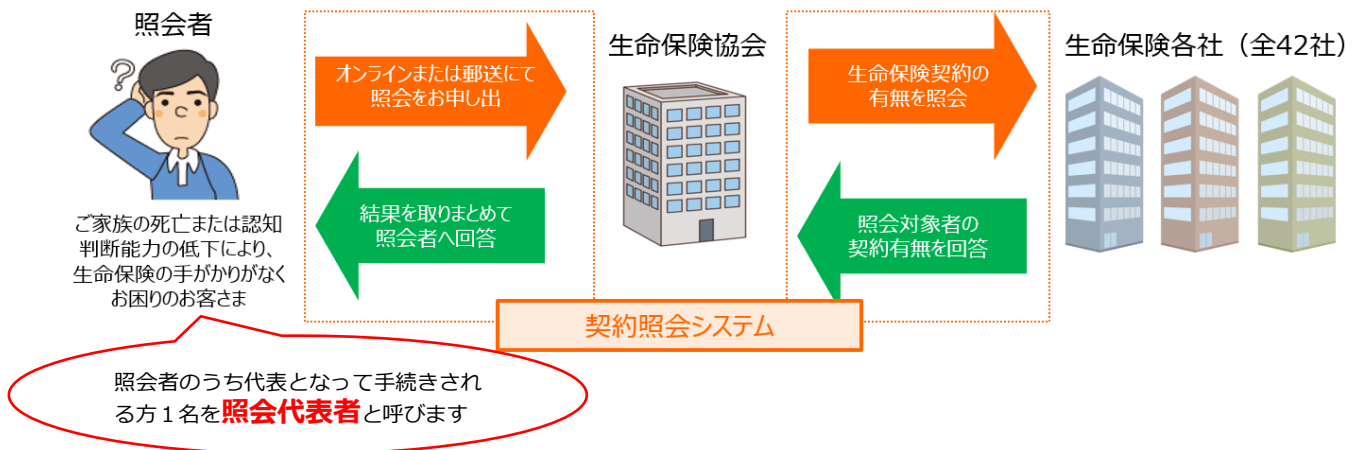 照会者
オンラインまたは郵送にて
照会をお申し出
結果を取りまとめて
照会者へ回答
ご家族の死亡または認知
判断能力の低下により、
生命保険の手がかりがなく
お困りのお客さま
生命保険協会
生命保険契約の
有無を照会
照会対象者の
契約有無を回答
生命保険各社（全42社）
契約照会システム
照会者のうち代表となって手続きされ
る方１名を照会代表者と呼びます